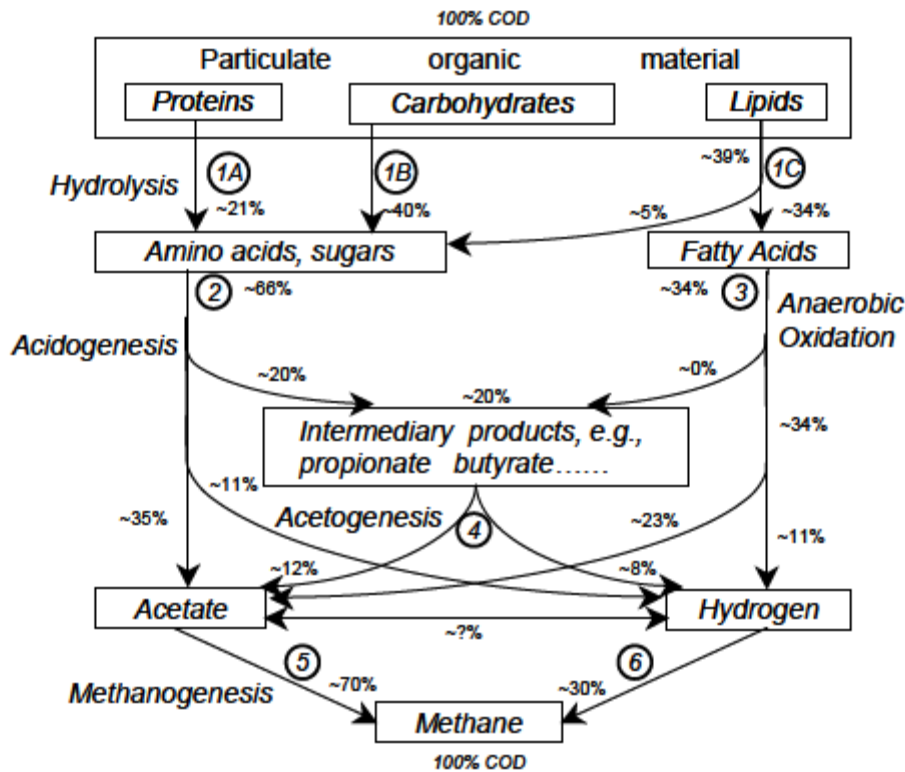 100% COD
Particulate organic material
Proteins Carbohydrates Lipids
1A 1B ~39% 1C
Hydrolysis
~21% ~40% ~5% ~34%
Amino acids, sugars Fatty Acids
2 ~66% ~34% 3
Anaerobic
Oxidation
Acidogenesis
~20% ~20% ~0%
Intermediary products, e.g.,
propionate butyrate......
~34%
~11%
Acetogenesis
~35% 4 ~23% ~11%
~12% ~8%
Acetate Hydrogen
~?%
5 6
Methanogenesis ~70% ~30%
Methane
100% COD